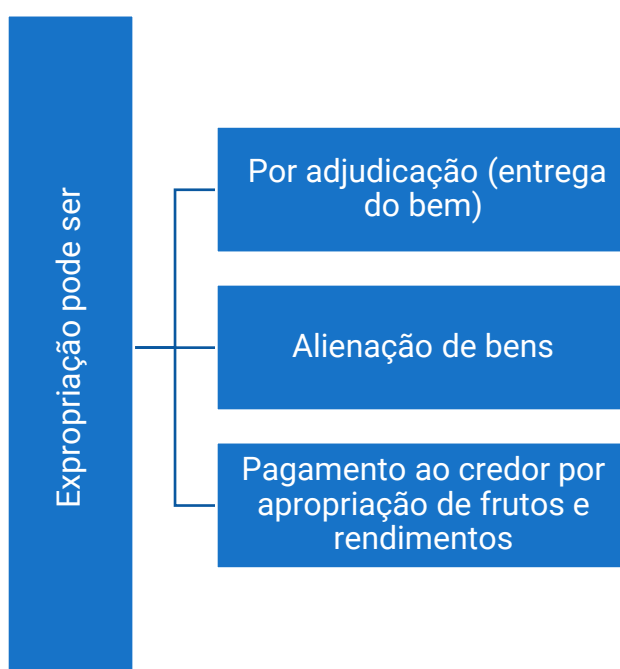 Expropriação pode ser
Por adjudicação (entrega
do bem)
Alienação de bens
Pagamento ao credor por
apropriação de frutos e
rendimentos